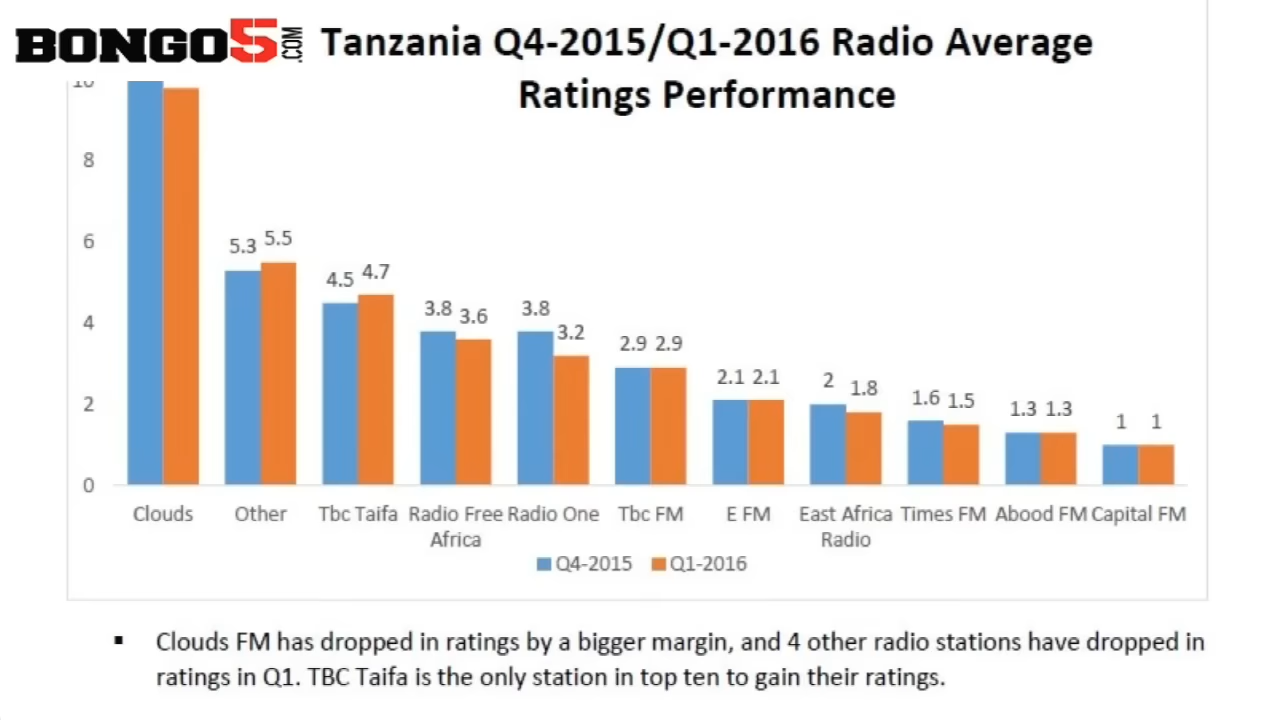 BONGO5.COM
Tanzania Q4-2015/Q1-2016 Radio Average
Ratings Performance
10
8
6
4
2
0
5.3 5.5
4.5 4.7
3.8 3.6
3.8 3.2
2.9 2.9
2.1 2.1
2 1.8
1.6 1.5
1.3 1.3
1 1
Clouds Other Tbc Taifa Radio Free Radio One Tbc FM E FM East Africa Times FM Abood FM Capital FM
Africa Radio
Q4-2015 Q1-2016
▪ Clouds FM has dropped in ratings by a bigger margin, and 4 other radio stations have dropped in
ratings in Q1. TBC Taifa is the only station in top ten to gain their ratings.